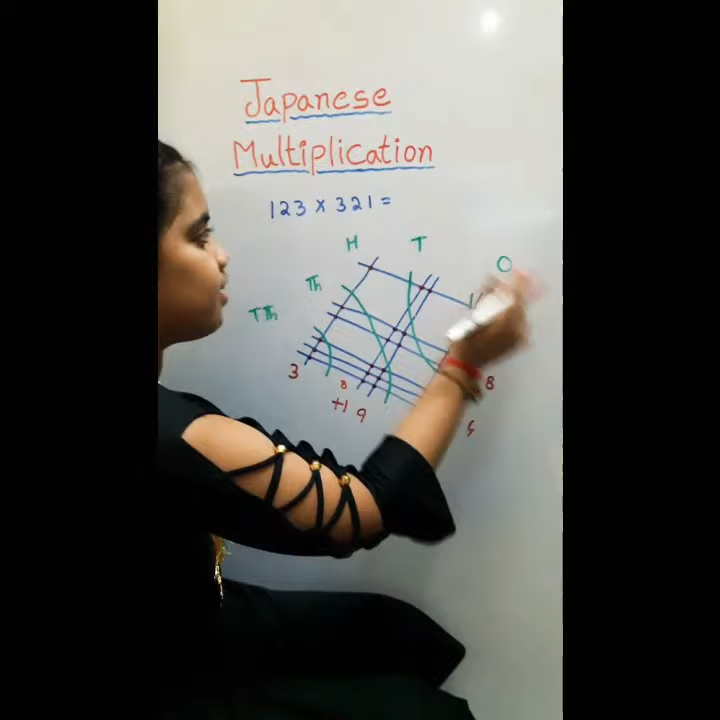 Japanese
Multiplication
123 x 321 =
H T O
Th
TTh
3 8 8
+1 9